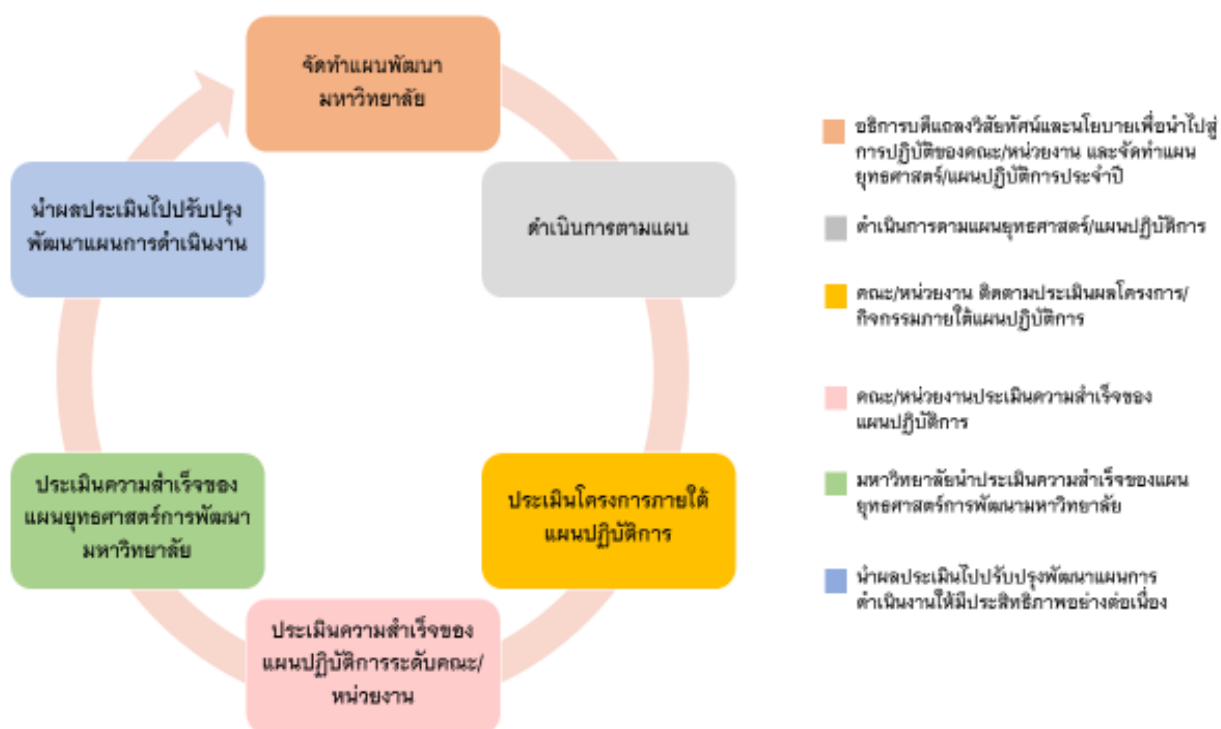 จัดทำแผนพัฒนา
มหาวิทยาลัย
ดำเนินการตามแผน
ประเมินโครงการภายใต้
แผนปฏิบัติการ
ประเมินความสำเร็จของ
แผนปฏิบัติการระดับคณะ/
หน่วยงาน
ประเมินความสำเร็จของ
แผนยุทธศาสตร์การพัฒนา
มหาวิทยาลัย
นำผลประเมินไปปรับปรุง
พัฒนาแผนการดำเนินงาน
อธิการบดีแถลงวิสัยทัศน์และนโยบายเพื่อนำไปสู่
การปฏิบัติของคณะ/หน่วยงาน และจัดทำแผน
ยุทธศาสตร์/แผนปฏิบัติการประจำปี
ดำเนินการตามแผนยุทธศาสตร์/แผนปฏิบัติการ
คณะ/หน่วยงาน ติดตามประเมินผลโครงการ/
กิจกรรมภายใต้แผนปฏิบัติการ
คณะ/หน่วยงานประเมินความสำเร็จของ
แผนปฏิบัติการ
มหาวิทยาลัยนำประเมินความสำเร็จของแผน
ยุทธศาสตร์การพัฒนามหาวิทยาลัย
นำผลประเมินไปปรับปรุงพัฒนาแผนการ
ดำเนินงานให้มีประสิทธิภาพอย่างต่อเนื่อง